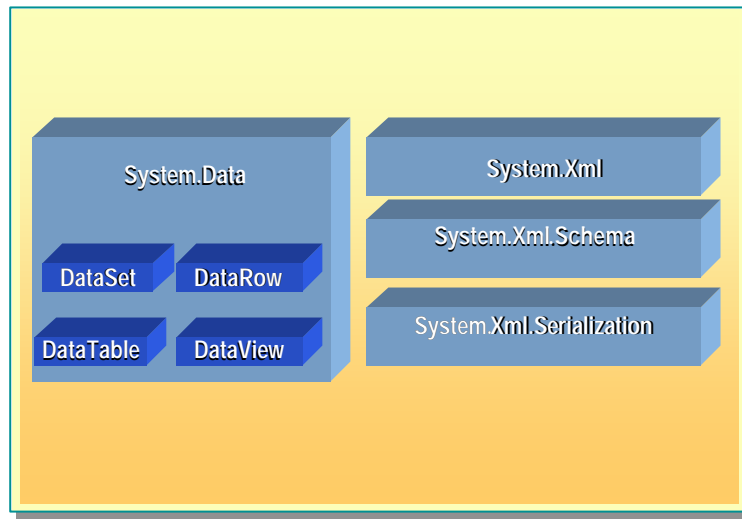 System.Data
DataSet
DataRow
DataTable
DataView
System.Xml
System.Xml.Schema
System.Xml.Serialization